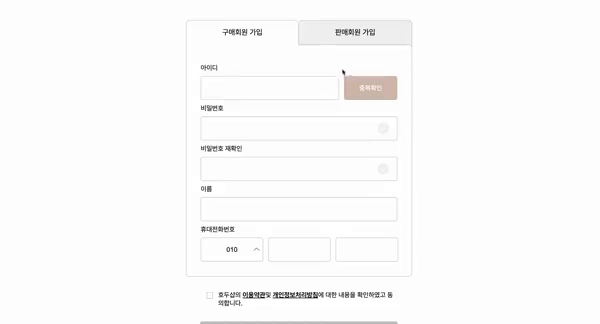 구매회원 가입
판매회원 가입
아이디
중복확인
비밀번호
비밀번호 재확인
이름
휴대전화번호
010
호두샵의 이용약관및 개인정보처리방침에 대한 내용을 확인하였고 동
의합니다.